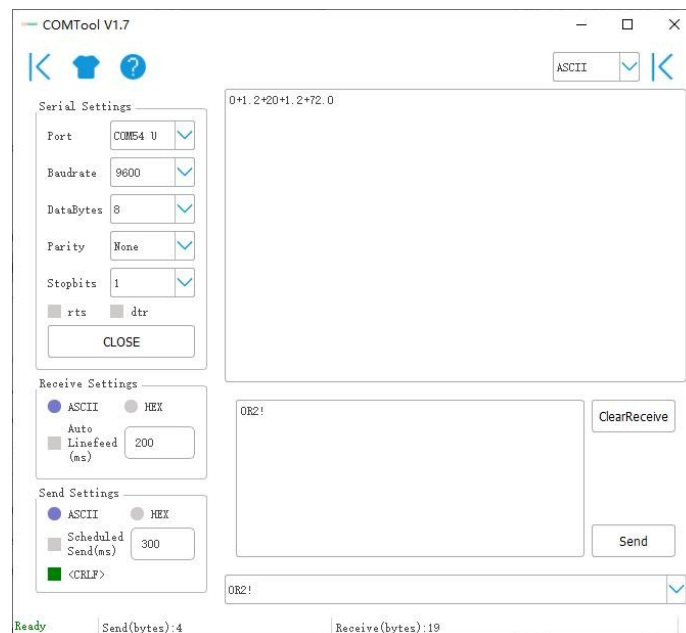 COMTool V1.7
ASCII
Serial Settings
Port COM54 U
Baudrate 9600
DataBytes 8
Parity None
Stopbits 1
rts dtr
CLOSE
0+1.2+20+1.2+72.0
Receive Settings
ASCII HEX
Auto
Linefeed
(ms)
200
0R2!
ClearReceive
Send Settings
ASCII HEX
Scheduled
Send(ms)
300
<CRLF>
Send
0R2!
Ready Send(bytes):4 Receive(bytes):19